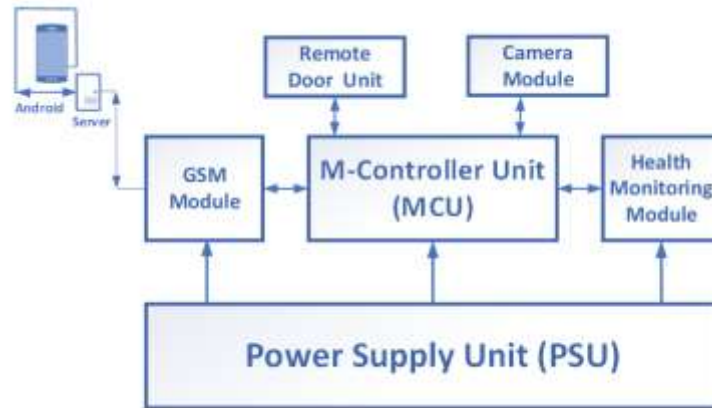 Remote
Door Unit
Camera
Module
Android
Server
GSM
Module
M-Controller Unit
(MCU)
Health
Monitoring
Module
Power Supply Unit (PSU)